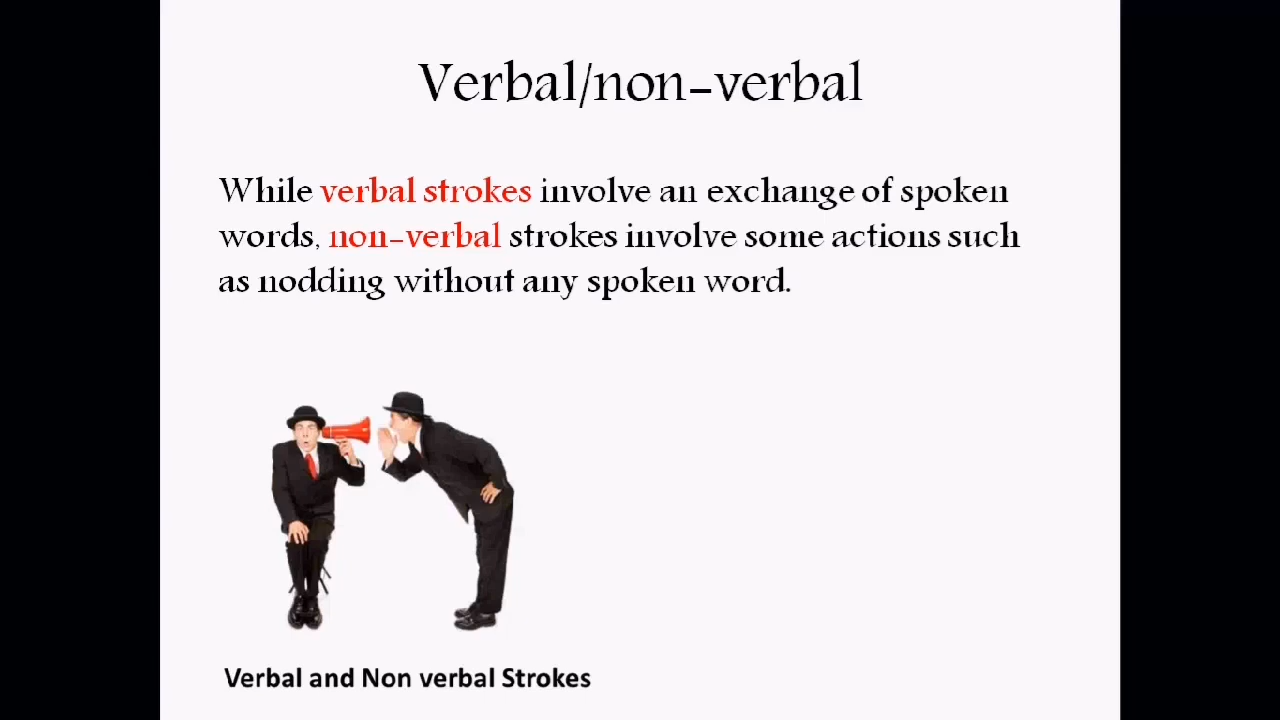 Verbal/non-verbal
While verbal strokes involve an exchange of spoken
words, non-verbal strokes involve some actions such
as nodding without any spoken word.
Verbal and Non verbal Strokes